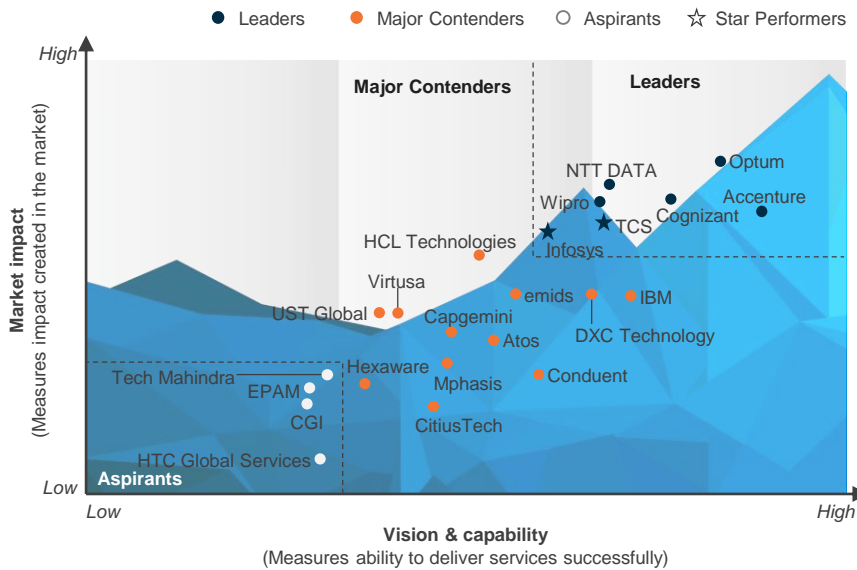 Leaders
Major Contenders
Aspirants
Star Performers
High
Major Contenders
Leaders
Optum
NTT DATA
Accenture
Wipro
Cognizant
TCS
Infosys
HCL Technologies
Virtusa
emids
IBM
UST Global
Capgemini
DXC Technology
Atos
Hexaware
Tech Mahindra
Mphasis
Conduent
EPAM
CGI
CitiusTech
HTC Global Services
Aspirants
Market impact
(Measures impact created in the market)
Low
Low
High
Vision & capability
(Measures ability to deliver services successfully)